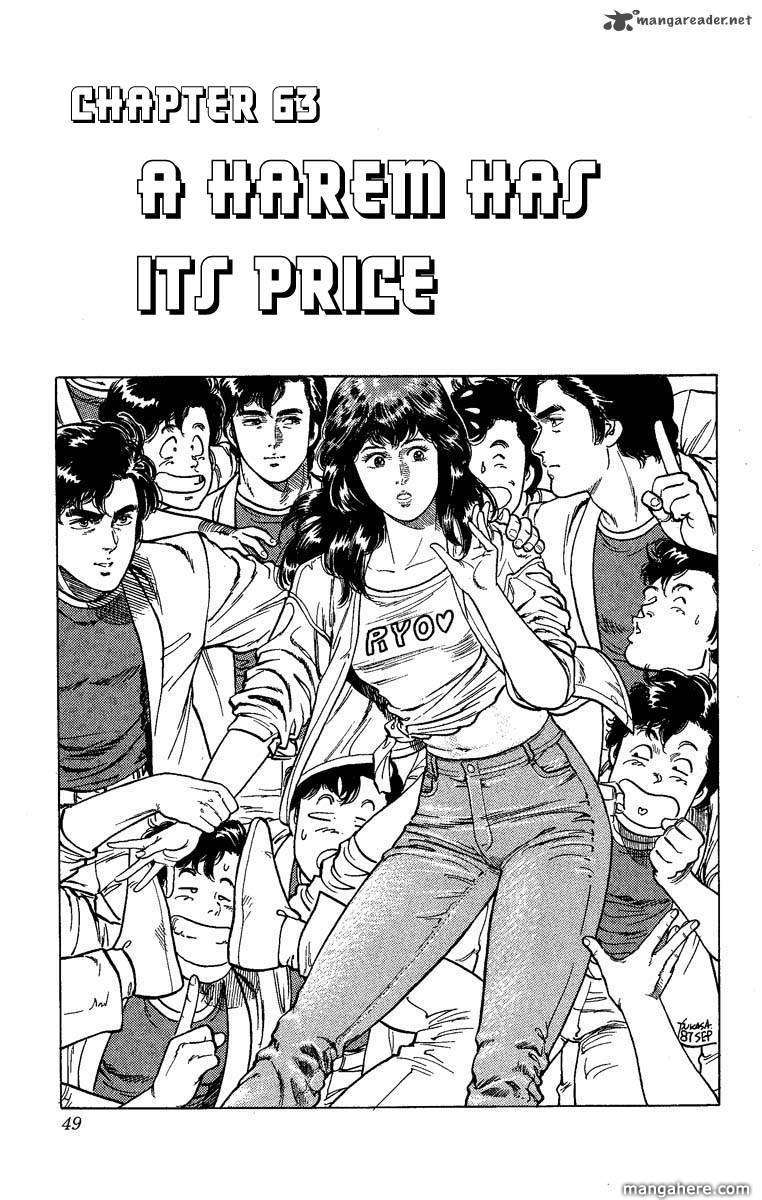 mangareader.net
CHAPTER 63
A HAREM HAS
ITS PRICE
RYO♡
TSUKASA.
'87 SEP
49
mangahere.com